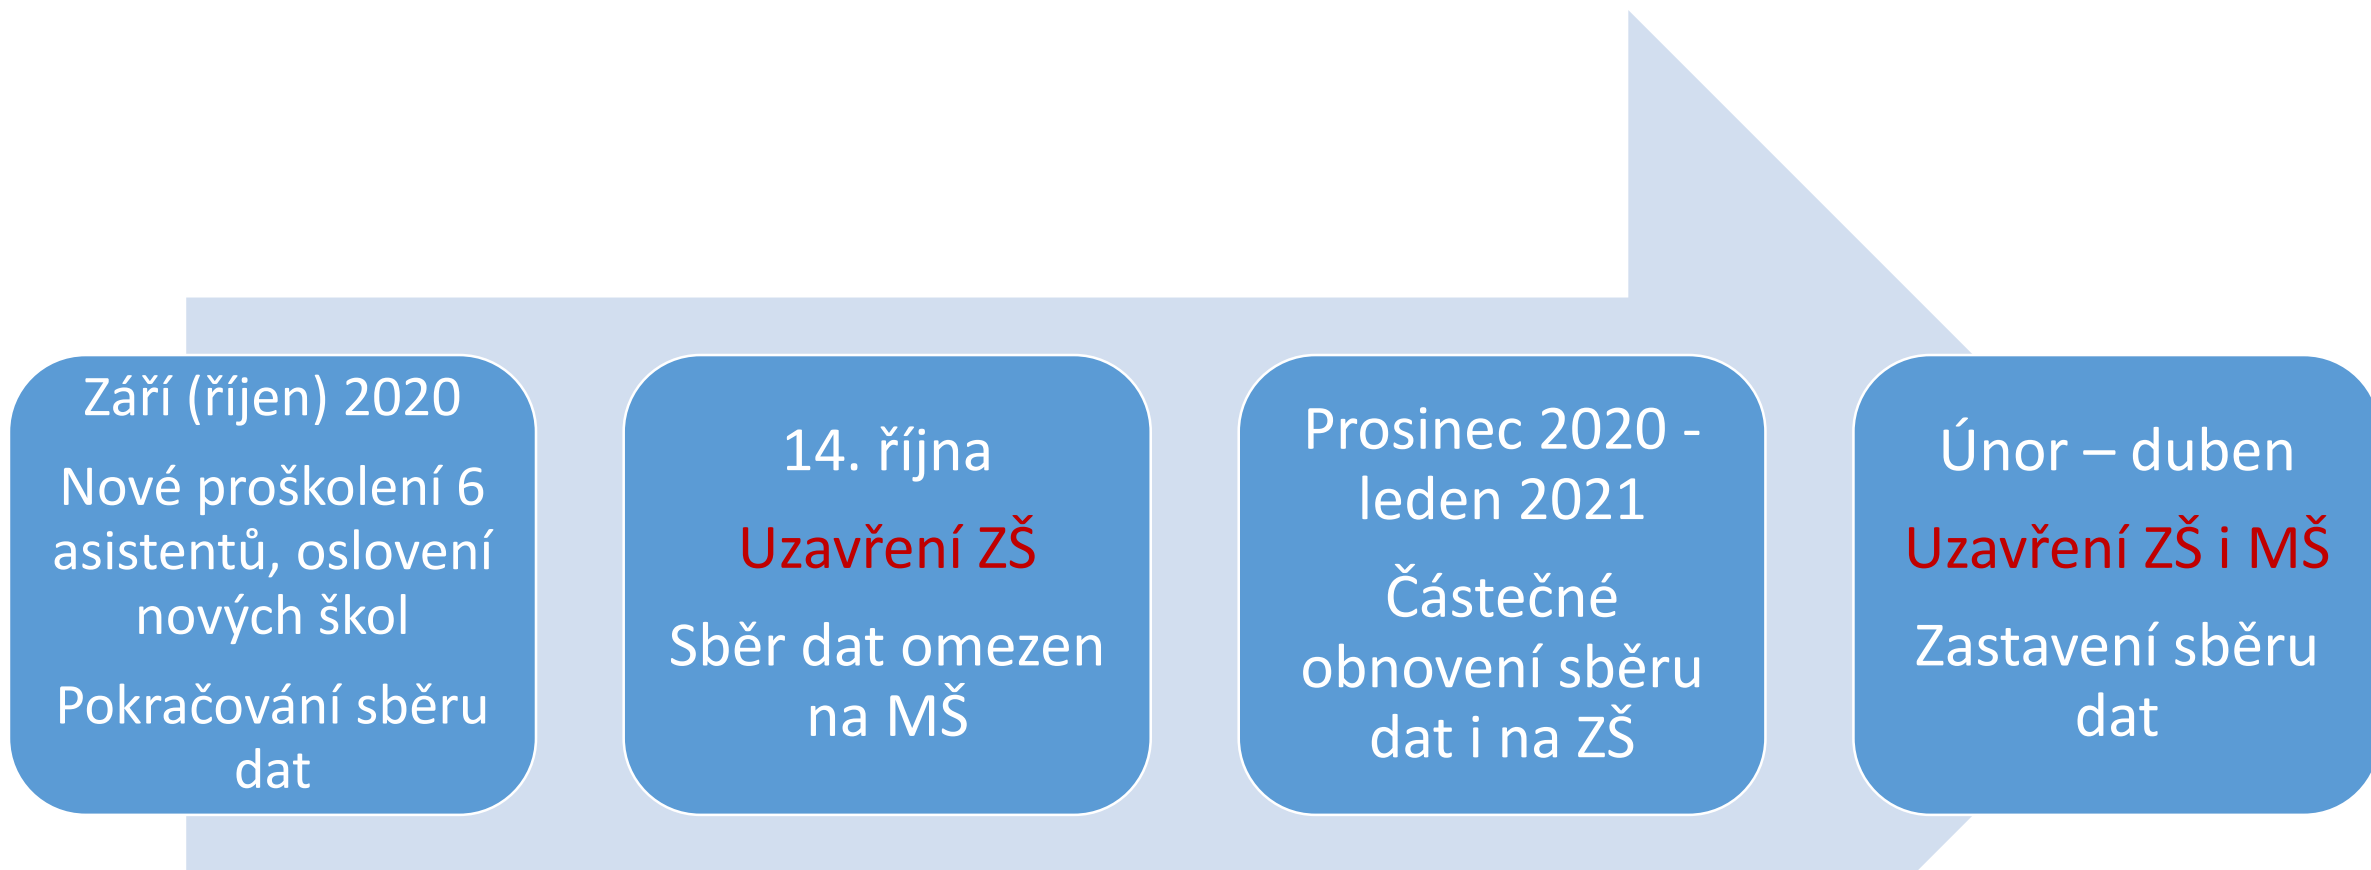 Září (říjen) 2020
Nové proškolení 6
asistentů, oslovení
nových škol
Pokračování sběru
dat
14. října
Uzavření ZŠ
Sběr dat omezen
na MŠ
Prosinec 2020 -
leden 2021
Částečné
obnovení sběru
dat i na ZŠ
Únor – duben
Uzavření ZŠ i MŠ
Zastavení sběru
dat